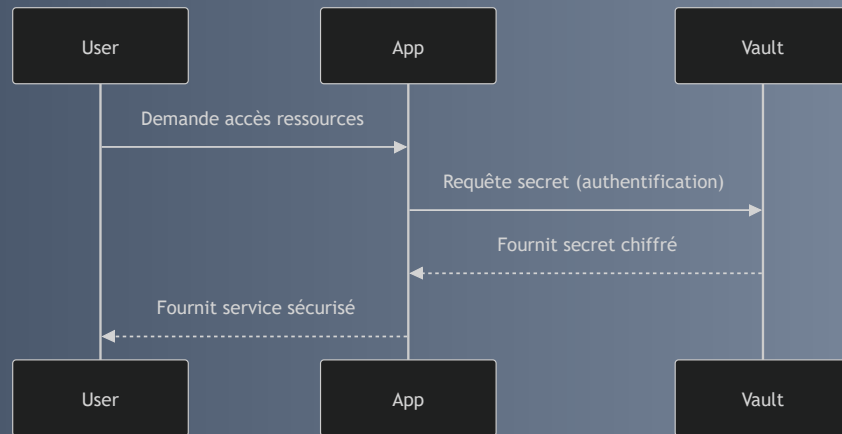 User
App
Vault
Demande accès ressources
Requête secret (authentification)
Fournit secret chiffré
Fournit service sécurisé
User
App
Vault